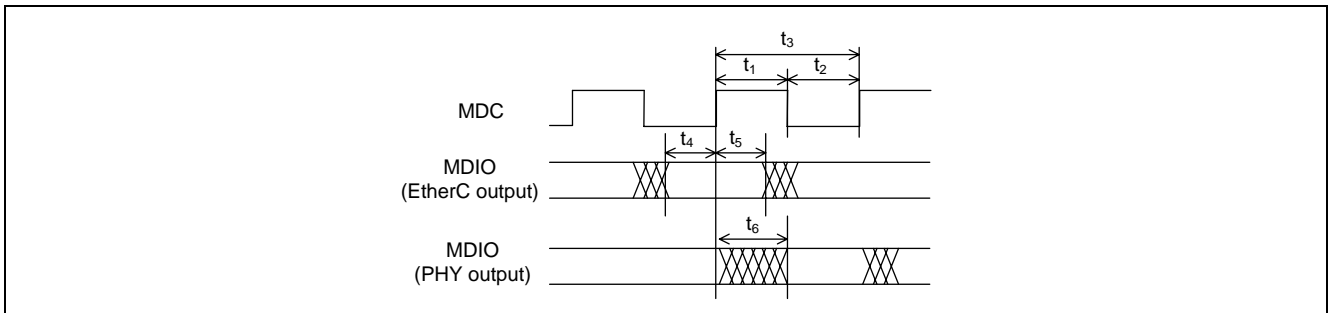 t₃
t₁ t₂
MDC
t₄ t₅
MDIO
(EtherC output)
t₆
MDIO
(PHY output)